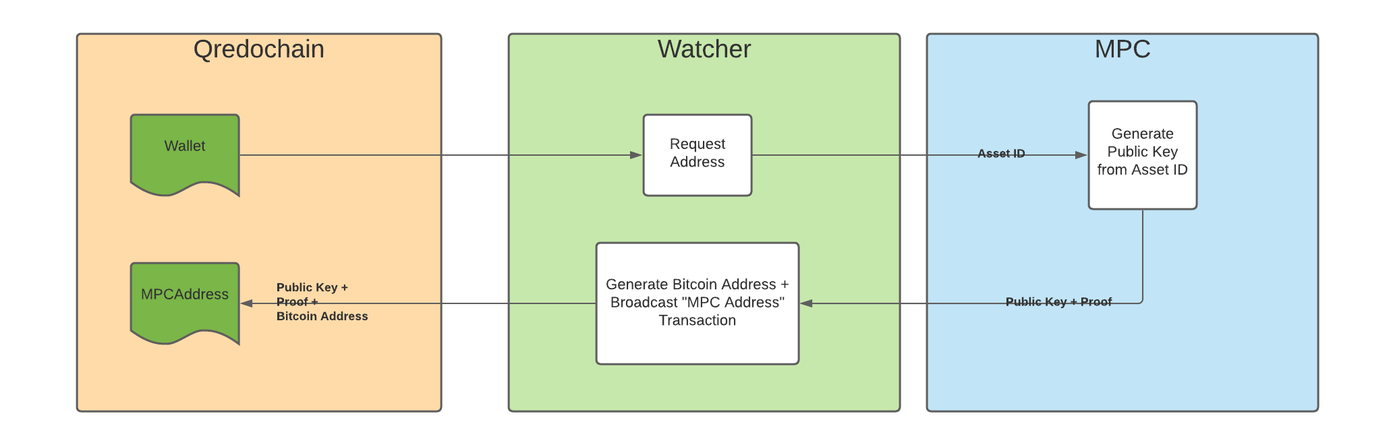 Qredochain
Watcher
MPC
Wallet
Request
Address
Asset ID
Generate
Public Key
from Asset ID
MPCAddress
Public Key +
Proof +
Bitcoin Address
Generate Bitcoin Address +
Broadcast "MPC Address"
Transaction
Public Key + Proof